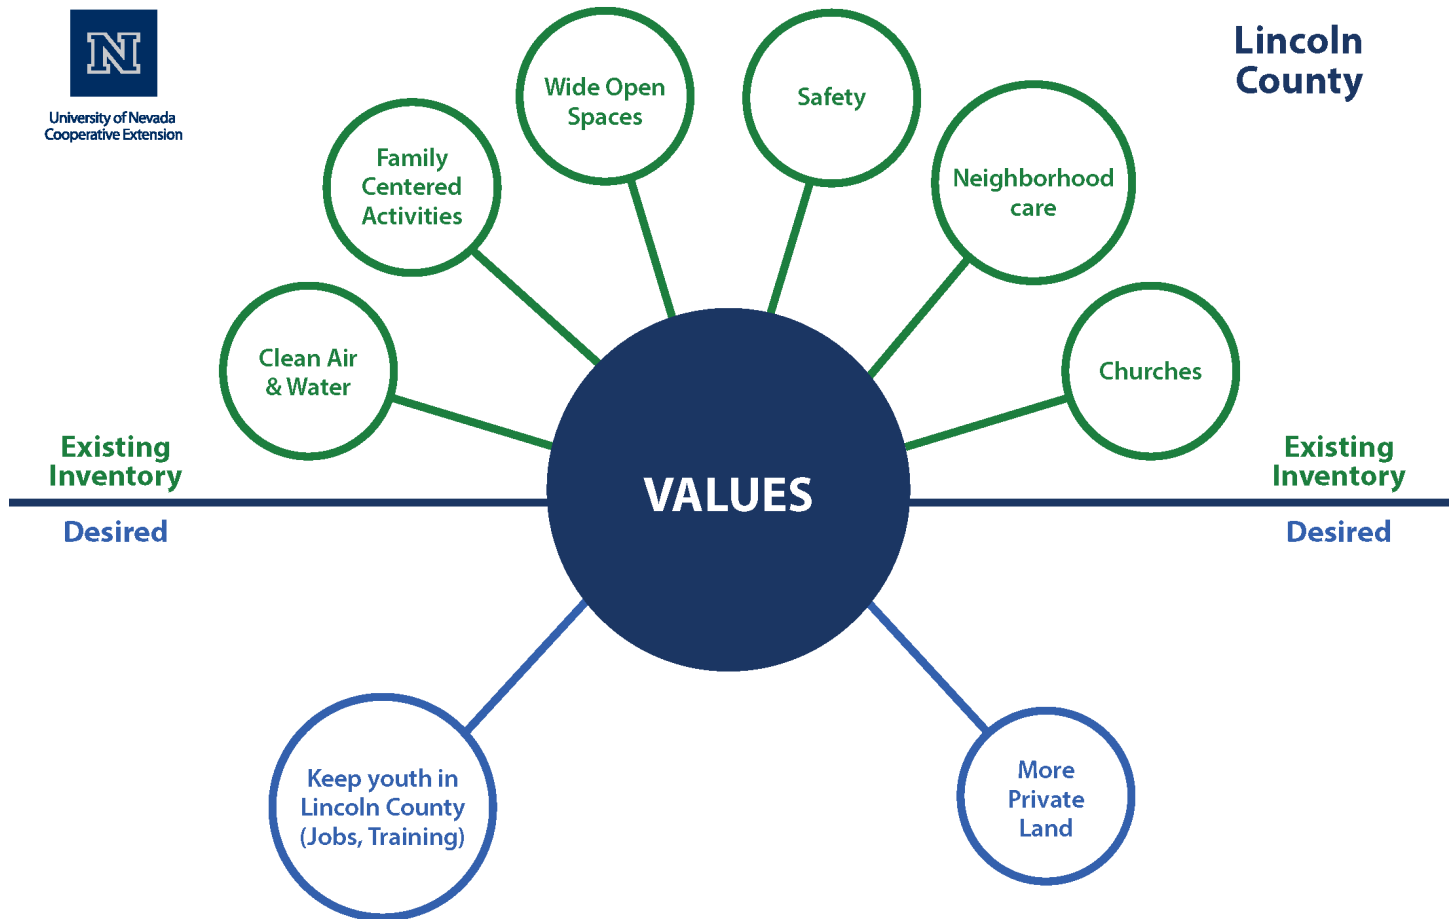 N
University of Nevada
Cooperative Extension
Lincoln
County
Wide Open
Spaces
Safety
Family
Centered
Activities
Neighborhood
care
Clean Air
& Water
Churches
Existing
Inventory
Existing
Inventory
VALUES
Desired
Desired
Keep youth in
Lincoln County
(Jobs, Training)
More
Private
Land